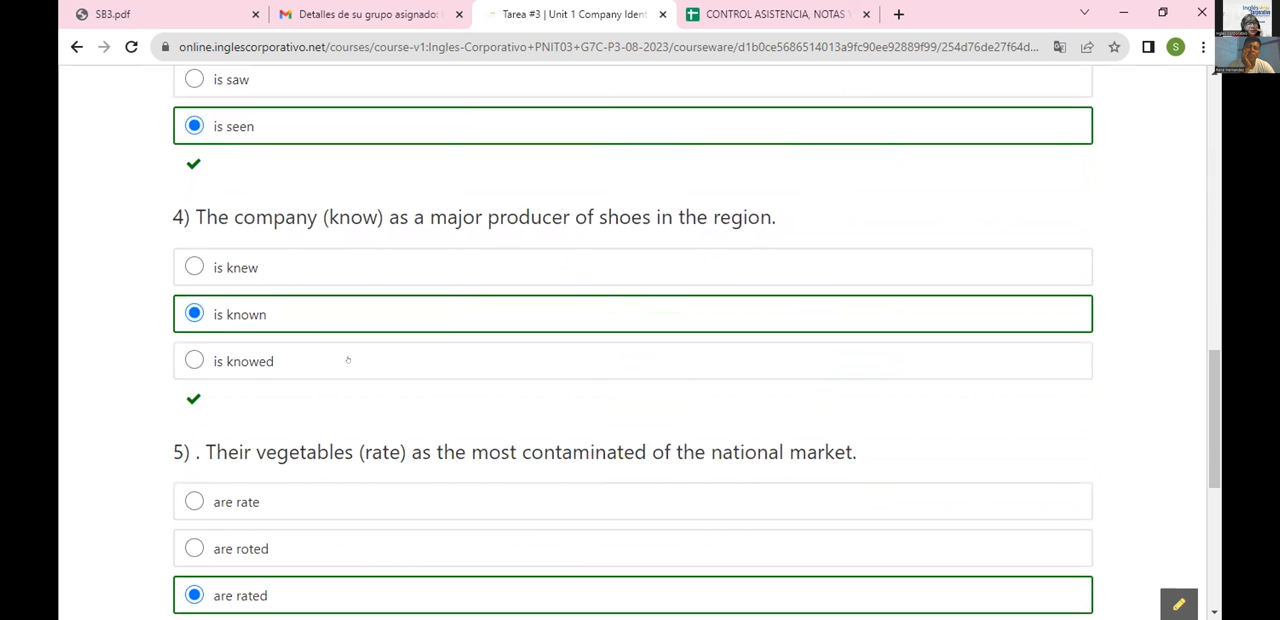 SB3.pdf
Detalles de su grupo asignado:
Tarea #3 | Unit 1 Company Ident
CONTROL ASISTENCIA, NOTAS
online.inglescorporativo.net/courses/course-v1:Ingles-Corporativo+PNIT03+G7C-P3-08-2023/courseware/d1b0ce5686514013a9fc90ee92889f99/254d76de27f64d...
S
is saw
is seen
4) The company (know) as a major producer of shoes in the region.
is knew
is known
is knowed
5) . Their vegetables (rate) as the most contaminated of the national market.
are rate
are roted
are rated